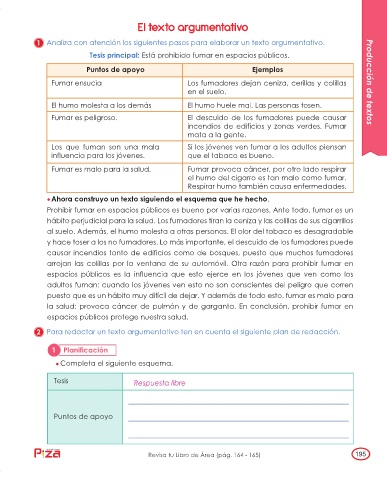 El texto argumentativo
1 Analiza con atención los siguientes pasos para elaborar un texto argumentativo.
Tesis principal: Está prohibido fumar en espacios públicos.
Puntos de apoyo Ejemplos
Fumar ensucia Los fumadores dejan ceniza, cerillas y colillas
en el suelo.
El humo molesta a los demás El humo huele mal. Las personas tosen.
Fumar es peligroso. El descuido de los fumadores puede causar
incendios de edificios y zonas verdes. Fumar
mata a la gente.
Los que fuman son una mala Si los jóvenes ven fumar a los adultos piensan
influencia para los jóvenes. que el tabaco es bueno.
Fumar es malo para la salud. Fumar provoca cáncer, por otro lado respirar
el humo del cigarro es tan malo como fumar.
Respirar humo también causa enfermedades.
• Ahora construyo un texto siguiendo el esquema que he hecho.
Prohibir fumar en espacios públicos es bueno por varias razones. Ante todo, fumar es un
hábito perjudicial para la salud. Los fumadores tiran la ceniza y las colillas de sus cigarrillos
al suelo. Además, el humo molesta a otras personas. El olor del tabaco es desagradable
y hace toser a los no fumadores. Lo más importante, el descuido de los fumadores puede
causar incendios tanto de edificios como de bosques, puesto que muchos fumadores
arrojan las colillas por la ventana de su automóvil. Otra razón para prohibir fumar en
espacios públicos es la influencia que esto ejerce en los jóvenes que ven como los
adultos fuman: cuando los jóvenes ven esto no son conscientes del peligro que corren
puesto que es un hábito muy difícil de dejar. Y además de todo esto, fumar es malo para
la salud: provoca cáncer de pulmón y de garganta. En conclusión, prohibir fumar en
espacios públicos protege nuestra salud.
2 Para redactar un texto argumentativo ten en cuenta el siguiente plan de redacción.
1 Planificación
• Completa el siguiente esquema.
Tesis Respuesta libre
Puntos de apoyo
Pizza
Revisa tu Libro de Área (pág. 164 - 165)
195
Producción de textos